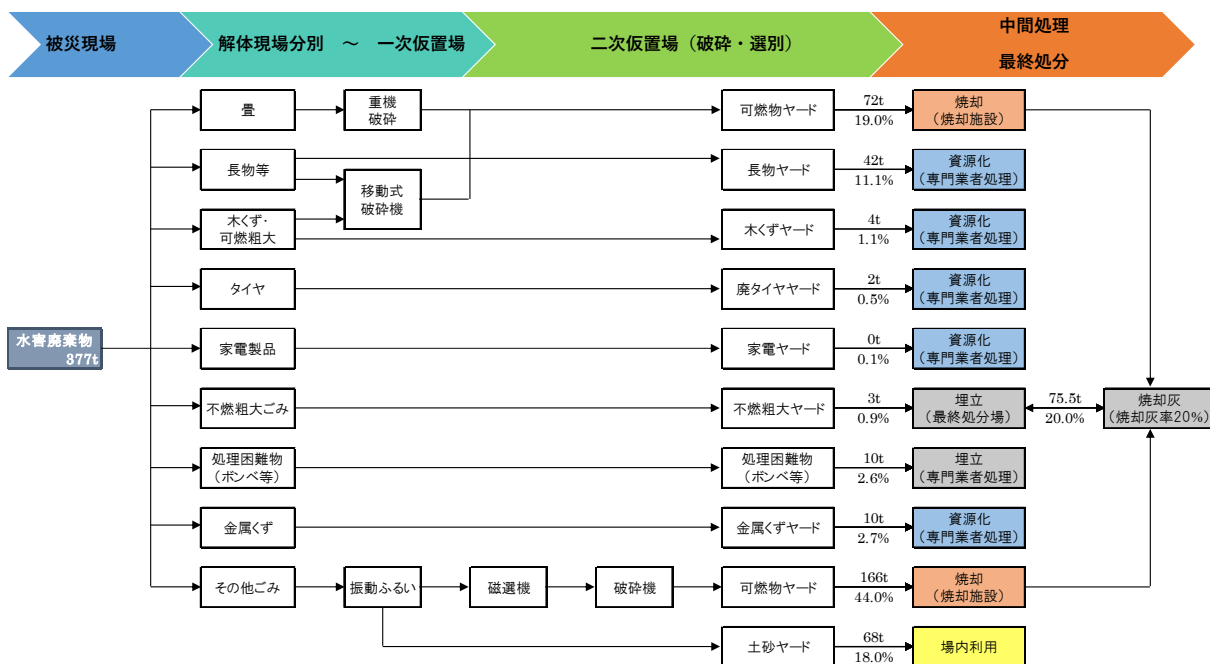 被災現場
解体現場分別　～　一次仮置場
二次仮置場（破砕・選別）
中間処理
最終処分
水害廃棄物
377t
畳
重機
破砕
可燃物ヤード
72t
19.0%
焼却
(焼却施設)
長物等
移動式
破砕機
長物ヤード
42t
11.1%
資源化
(専門業者処理)
木くず・
可燃粗大
木くずヤード
4t
1.1%
資源化
(専門業者処理)
タイヤ
廃タイヤヤード
2t
0.5%
資源化
(専門業者処理)
家電製品
家電ヤード
0t
0.1%
資源化
(専門業者処理)
不燃粗大ごみ
不燃粗大ヤード
3t
0.9%
埋立
(最終処分場)
75.5t
20.0%
焼却灰
(焼却灰率20%)
処理困難物
(ボンベ等)
処理困難物
(ボンベ等)
10t
2.6%
埋立
(専門業者処理)
金属くず
金属くずヤード
10t
2.7%
資源化
(専門業者処理)
その他ごみ
振動ふるい
磁選機
破砕機
可燃物ヤード
166t
44.0%
焼却
(焼却施設)
土砂ヤード
68t
18.0%
場内利用